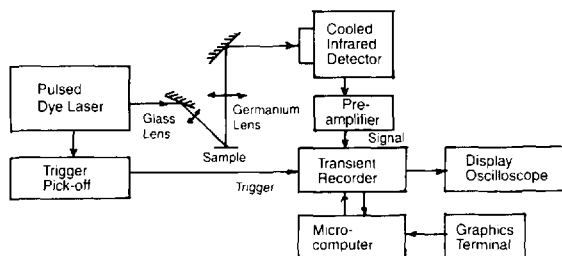 Cooled
Infrared
Detector
Pulsed
Dye Laser
Glass
Lens
Germanium
Lens
Pre-
amplifier
Signal
Sample
Trigger
Pick-off
Trigger
Transient
Recorder
Display
Oscilloscope
Micro-
computer
Graphics
Terminal